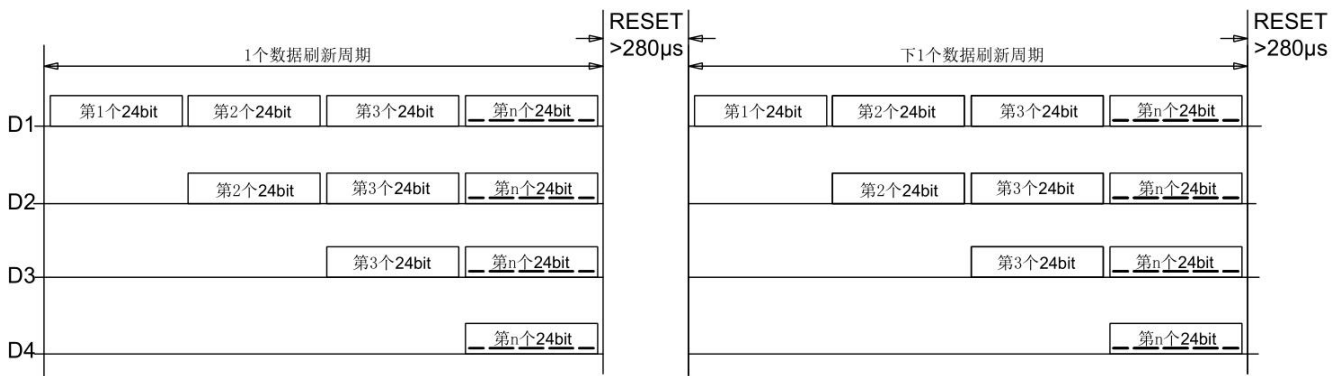 RESET
>280μs
RESET
>280μs
1个数据刷新周期
下1个数据刷新周期
D1 第1个24bit 第2个24bit 第3个24bit 第n个24bit 第1个24bit 第2个24bit 第3个24bit 第n个24bit
D2 第2个24bit 第3个24bit 第n个24bit 第2个24bit 第3个24bit 第n个24bit
D3 第3个24bit 第n个24bit 第3个24bit 第n个24bit
D4 第n个24bit 第n个24bit